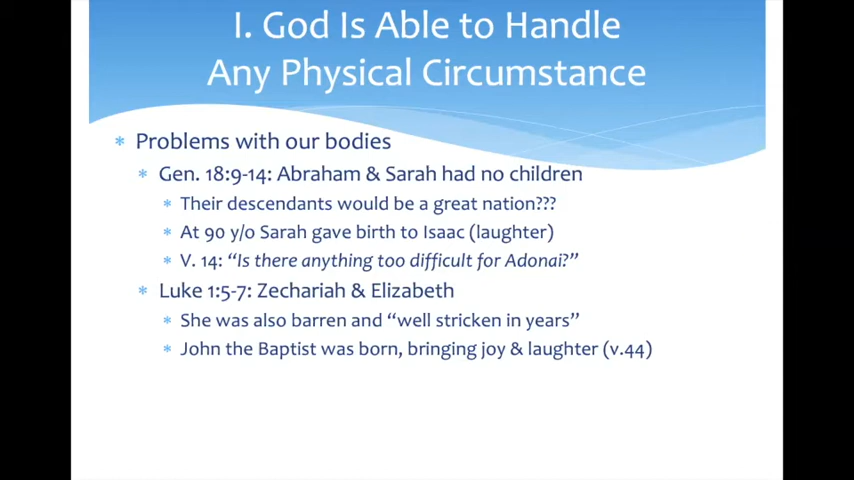 I. God Is Able to Handle
Any Physical Circumstance
* Problems with our bodies
* Gen. 18:9-14: Abraham & Sarah had no children
* Their descendants would be a great nation???
* At 90 y/o Sarah gave birth to Isaac (laughter)
* V. 14: “Is there anything too difficult for Adonai?”
* Luke 1:5-7: Zechariah & Elizabeth
* She was also barren and “well stricken in years”
* John the Baptist was born, bringing joy & laughter (v.44)